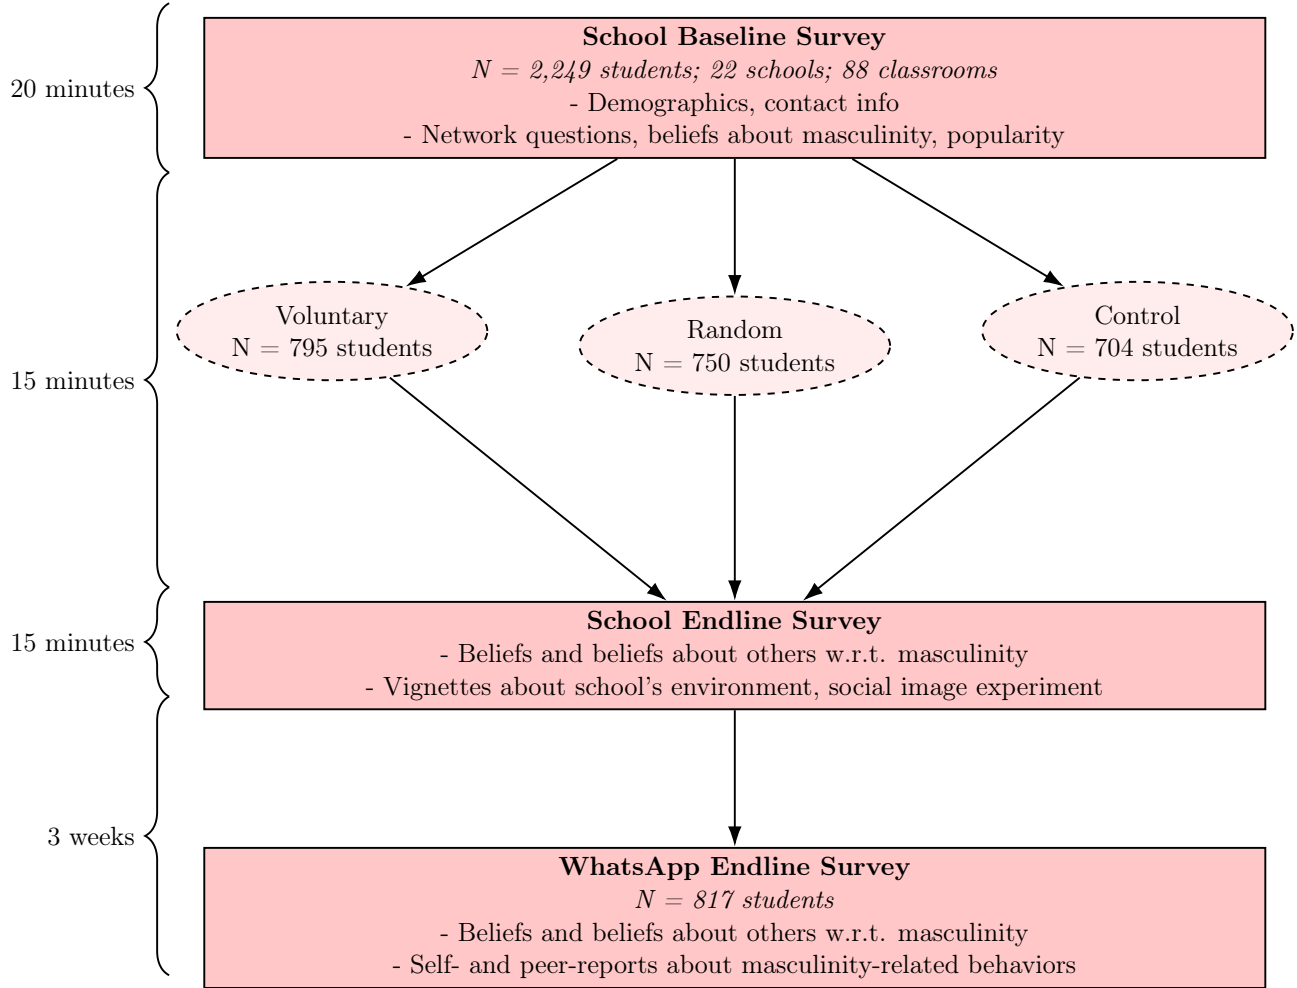 School Baseline Survey
N = 2,249 students; 22 schools; 88 classrooms
- Demographics, contact info
- Network questions, beliefs about masculinity, popularity
20 minutes
Voluntary
N = 795 students
Random
N = 750 students
Control
N = 704 students
15 minutes
School Endline Survey
- Beliefs and beliefs about others w.r.t. masculinity
- Vignettes about school's environment, social image experiment
15 minutes
3 weeks
WhatsApp Endline Survey
N = 817 students
- Beliefs and beliefs about others w.r.t. masculinity
- Self- and peer-reports about masculinity-related behaviors